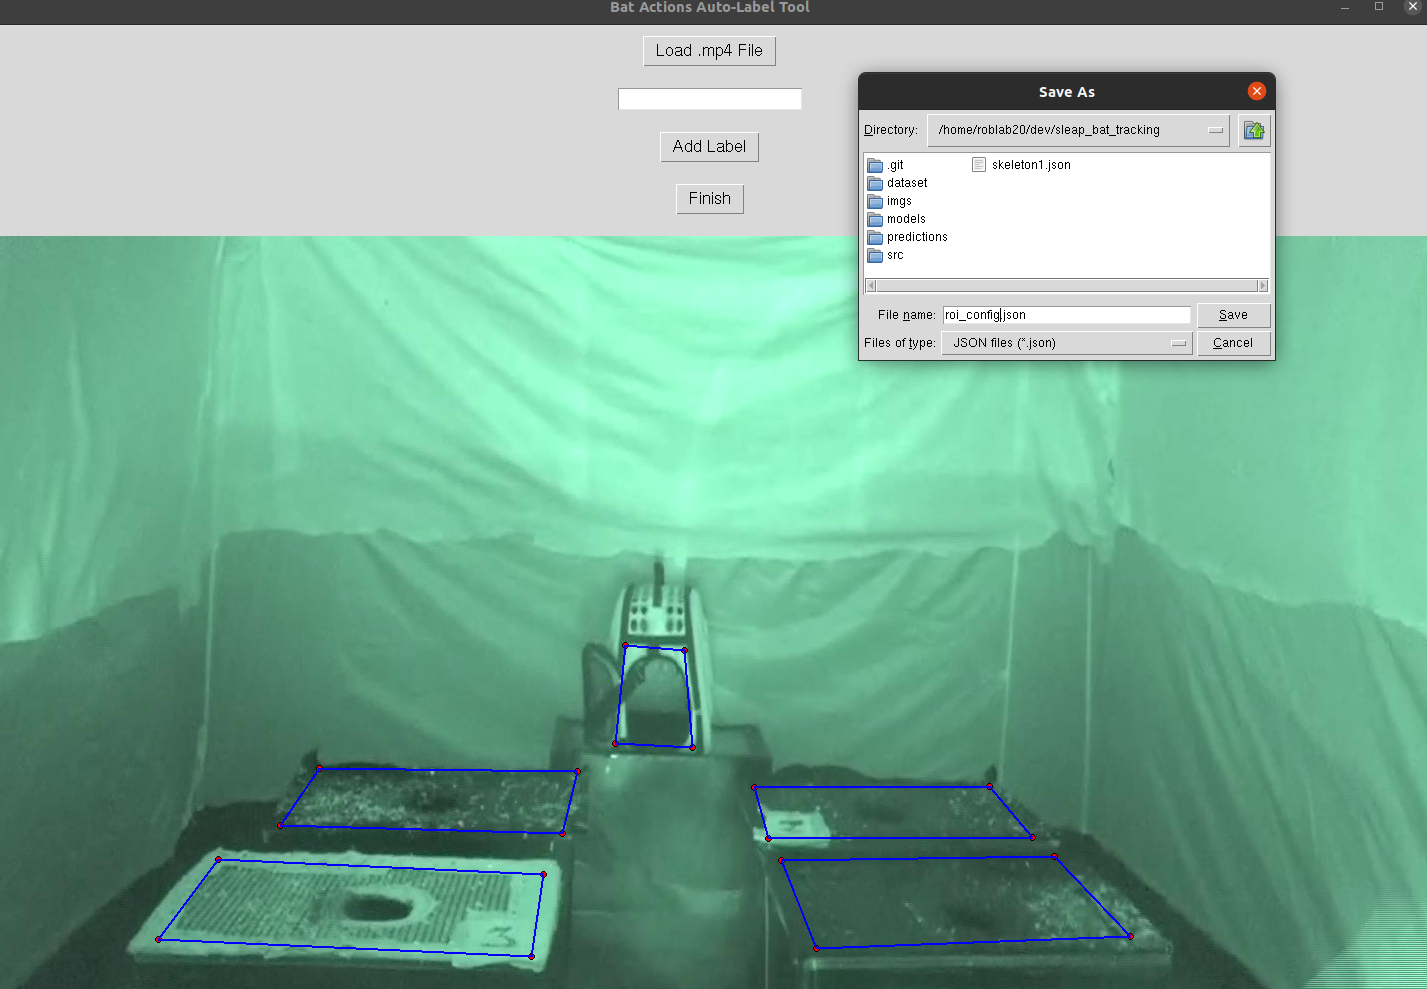 Bat Actions Auto-Label Tool
Load .mp4 File
Add Label
Finish
Save As
Directory: /home/roblab20/dev/sleap_bat_tracking
.git
dataset
imgs
models
predictions
src
skeleton1.json
File name: roi_config.json
Save
Files of type: JSON files (*.json)
Cancel
3